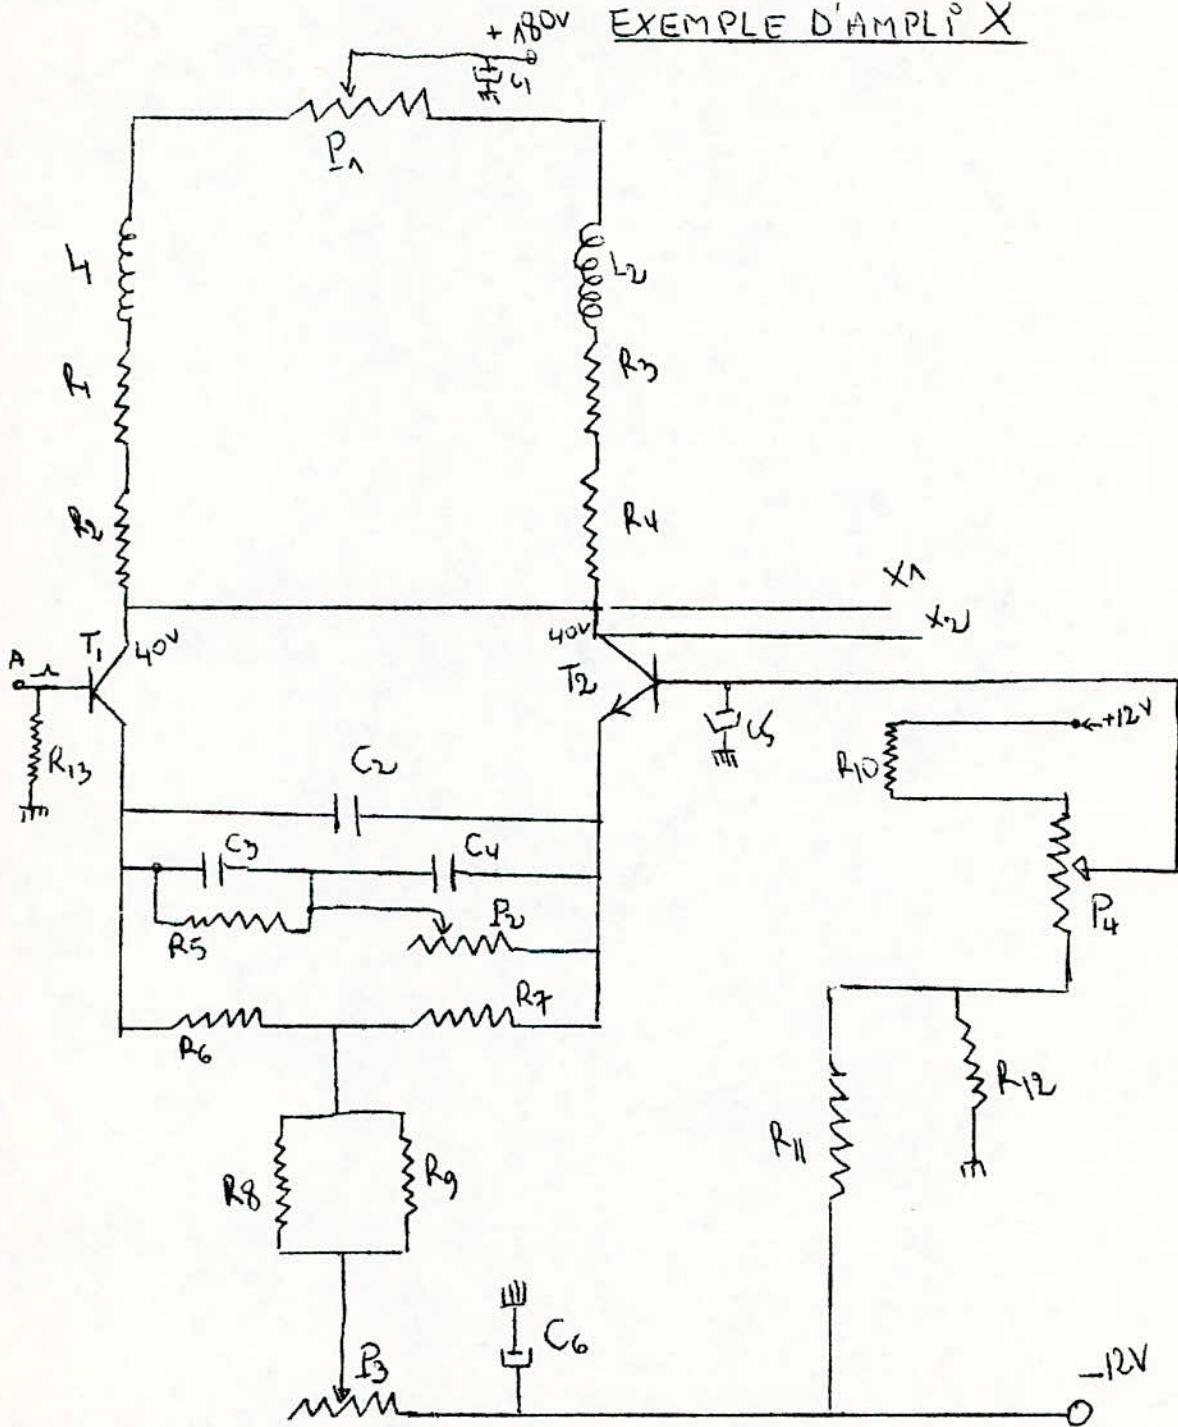 EXEMPLE D'AMPLI X
+ 180V
C1
P1
L1
L2
R1
R3
R2
R4
X1
X2
40V
40V
A
T1
T2
C5
+12V
R13
R10
C2
C3
C4
P4
R5
P2
R7
R6
R12
R11
R8
R9
C6
P3
-12V